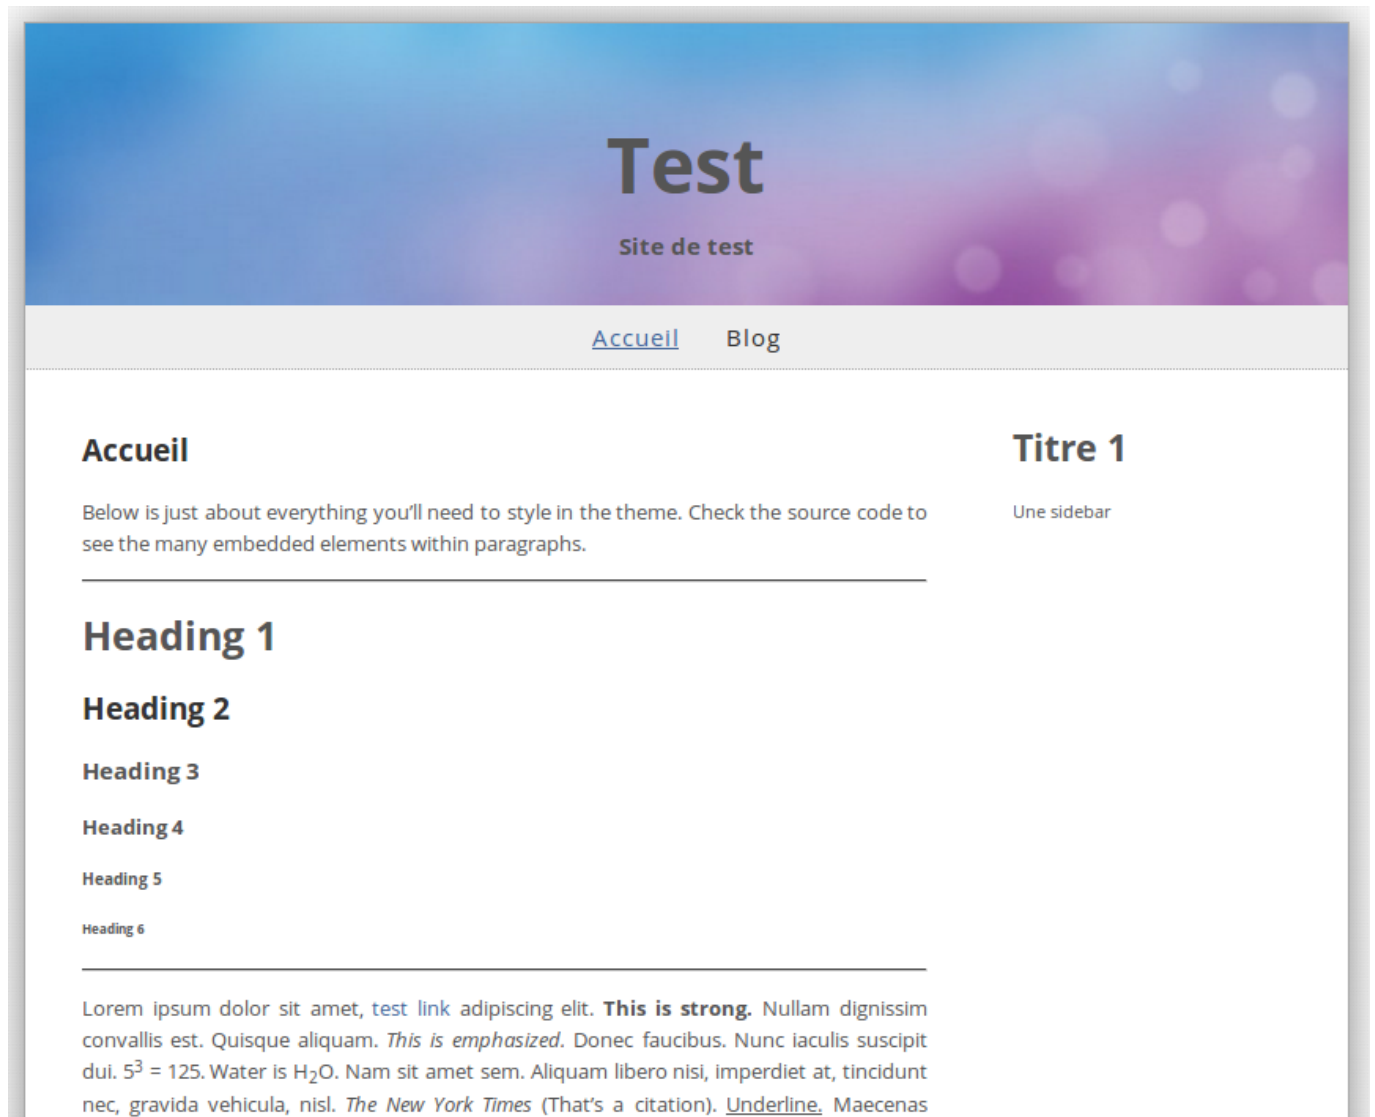 Test
Site de test
Accueil Blog
Accueil
Below is just about everything you’ll need to style in the theme. Check the source code to
see the many embedded elements within paragraphs.
Heading 1
Heading 2
Heading 3
Heading 4
Heading 5
Heading 6
Lorem ipsum dolor sit amet, test link adipiscing elit. This is strong. Nullam dignissim
convallis est. Quisque aliquam. This is emphasized. Donec faucibus. Nunc iaculis suscipit
dui. 5³ = 125. Water is H₂O. Nam sit amet sem. Aliquam libero nisi, imperdiet at, tincidunt
nec, gravida vehicula, nisl. The New York Times (That’s a citation). Underline. Maecenas
Titre 1
Une sidebar